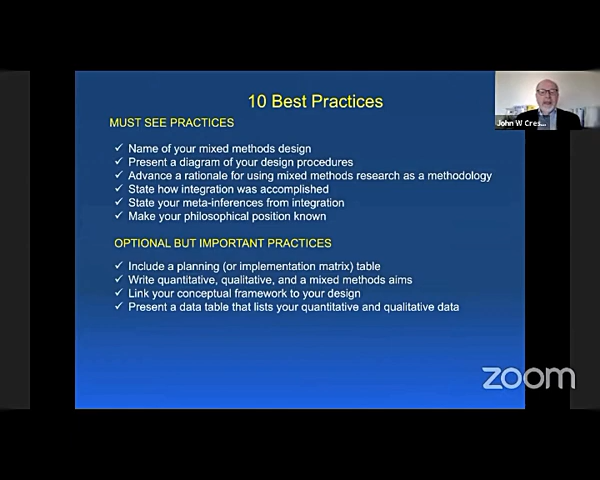 10 Best Practices
MUST SEE PRACTICES
✓ Name of your mixed methods design
✓ Present a diagram of your design procedures
✓ Advance a rationale for using mixed methods research as a methodology
✓ State how integration was accomplished
✓ State your meta-inferences from integration
✓ Make your philosophical position known
OPTIONAL BUT IMPORTANT PRACTICES
✓ Include a planning (or implementation matrix) table
✓ Write quantitative, qualitative, and a mixed methods aims
✓ Link your conceptual framework to your design
✓ Present a data table that lists your quantitative and qualitative data
John W Cres...
zoom